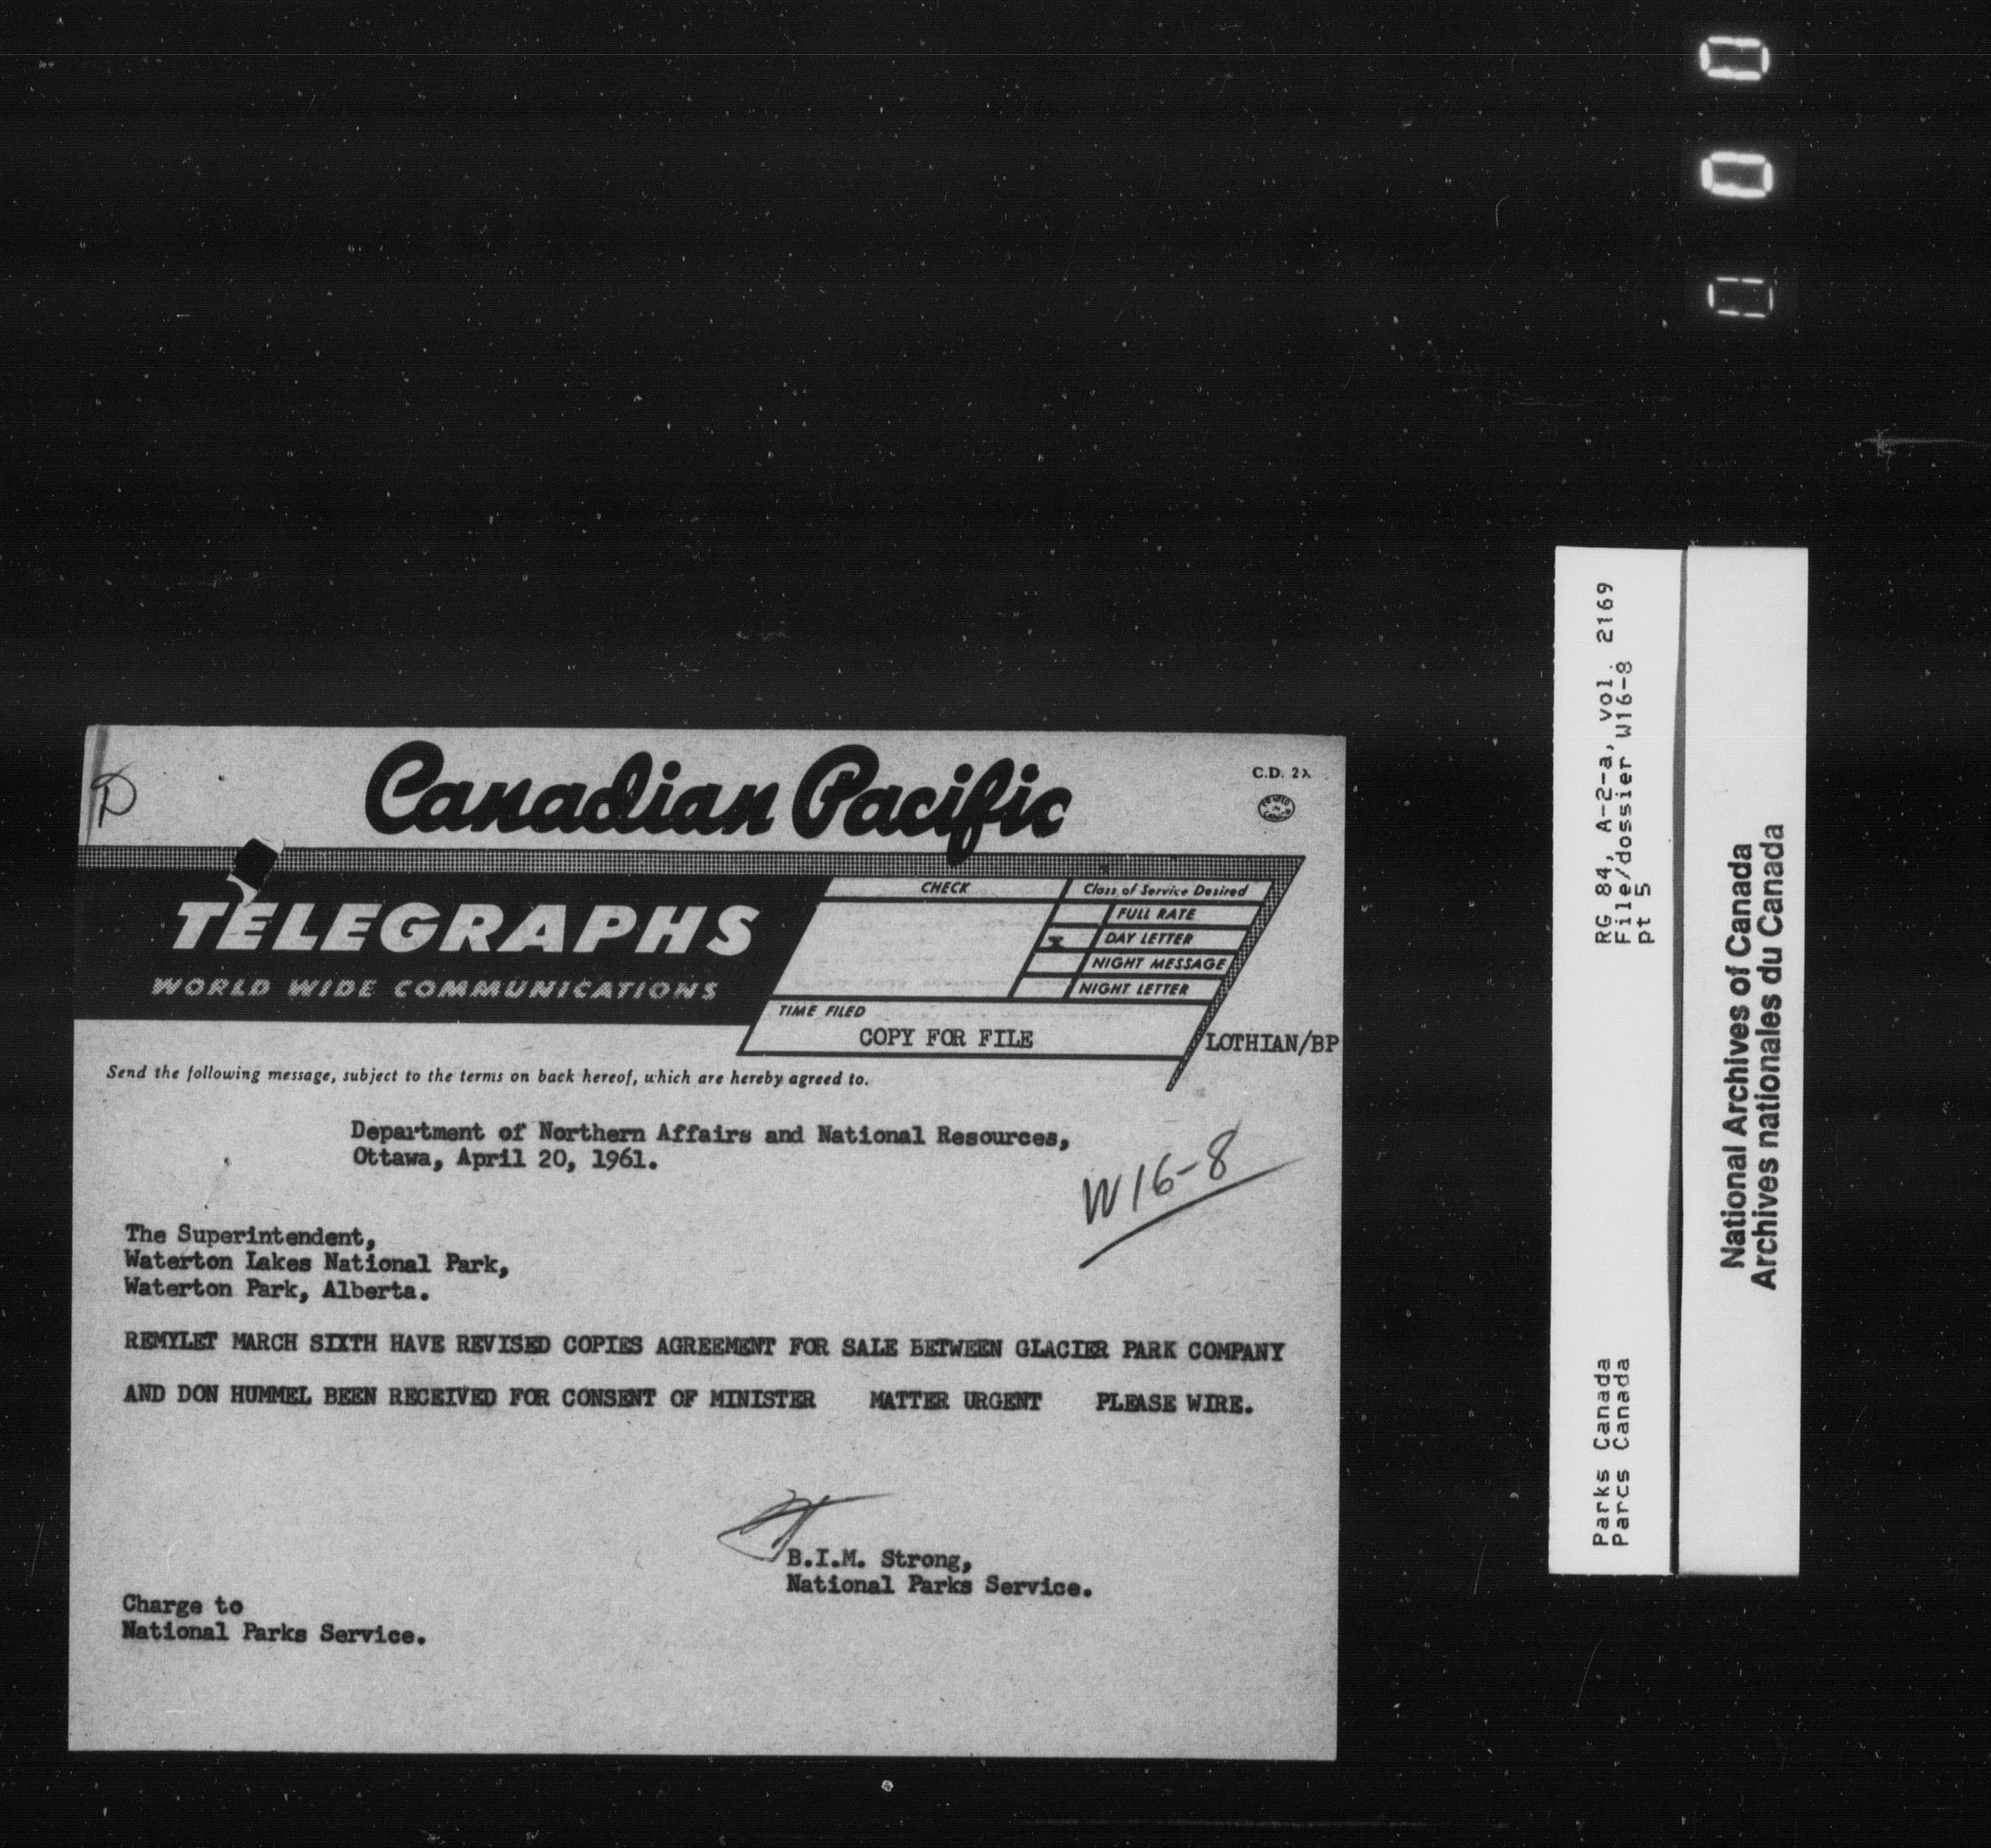 0
0
0
Canadian Pacific
C.D. 2X
D
TELEGRAPHS
WORLD WIDE COMMUNICATIONS
CHECK
Class of Service Desired
FULL RATE
x DAY LETTER
NIGHT MESSAGE
NIGHT LETTER
TIME FILED
COPY FOR FILE
LOTHIAN/BP
Send the following message, subject to the terms on back hereof, which are hereby agreed to.
Department of Northern Affairs and National Resources,
Ottawa, April 20, 1961.
W16-8
The Superintendent,
Waterton Lakes National Park,
Waterton Park, Alberta.
REMYLET MARCH SIXTH HAVE REVISED COPIES AGREEMENT FOR SALE BETWEEN GLACIER PARK COMPANY
AND DON HUMMEL BEEN RECEIVED FOR CONSENT OF MINISTER MATTER URGENT PLEASE WIRE.
B.I.M. Strong,
National Parks Service.
Charge to
National Parks Service.
RG 84, A-2-a, vol. 2169
File/dossier W16-8
pt 5
Parks Canada
Parcs Canada
National Archives of Canada
Archives nationales du Canada